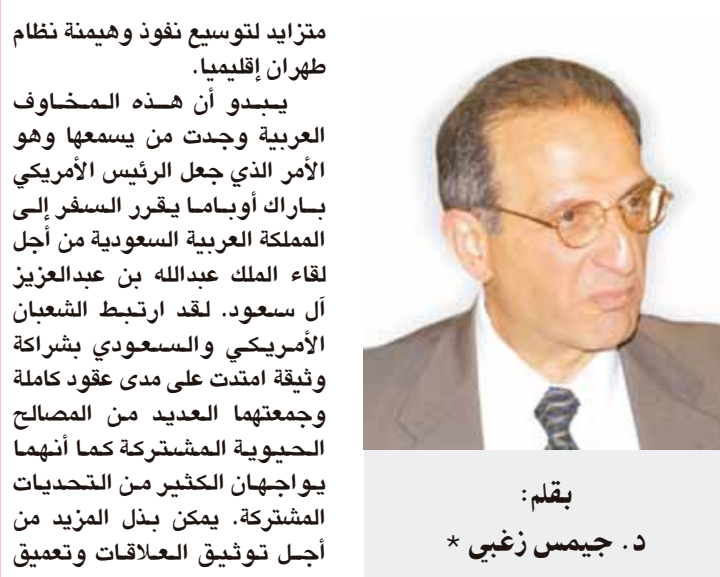 متزايد لتوسيع نفوذ وهيمنة نظام
طهران إقليميا.
يبدو أن هذه المخاوف
العربية وجدت من يسمعها وهو
الأمر الذي جعل الرئيس الأمريكي
باراك أوباما يقرر السفر إلى
المملكة العربية السعودية من أجل
لقاء الملك عبدالله بن عبدالعزيز
آل سعود. لقد ارتبط الشعبان
الأمريكي والسعودي بشراكة
وثيقة امتدت على مدى عقود كاملة
وجمعتهما العديد من المصالح
الحيوية المشتركة كما أنهما
يواجهان الكثير من التحديات
المشتركة. يمكن بذل المزيد من
أجل توثيق العلاقات وتعميق
بقلم:
د. جيمس زغبي *